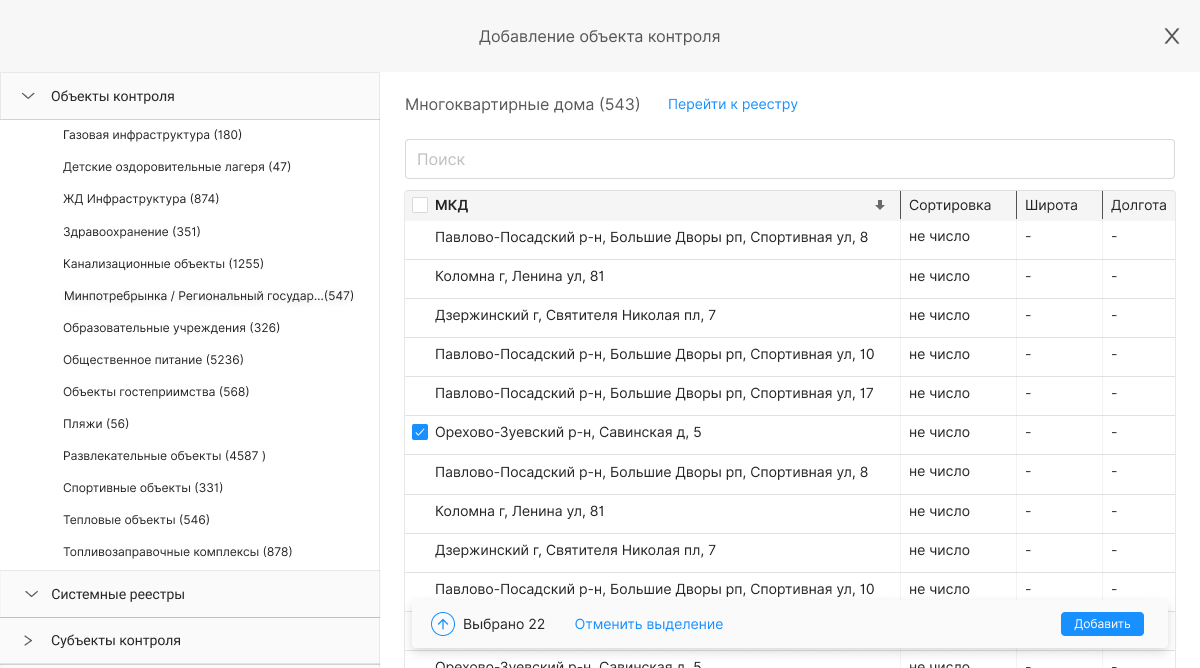 Добавление объекта контроля
Объекты контроля
Газовая инфраструктура (180)
Детские оздоровительные лагеря (47)
ЖД Инфраструктура (874)
Здравоохранение (351)
Канализационные объекты (1255)
Минпотребрынка / Региональный государ...(547)
Образовательные учреждения (326)
Общественное питание (5236)
Объекты гостеприимства (568)
Пляжи (56)
Развлекательные объекты (4587 )
Спортивные объекты (331)
Тепловые объекты (546)
Топливозаправочные комплексы (878)
Системные реестры
Субъекты контроля
Многоквартирные дома (543) Перейти к реестру
Поиск
МКД Сортировка Широта Долгота
Павлово-Посадский р-н, Большие Дворы рп, Спортивная ул, 8 не число - -
Коломна г, Ленина ул, 81 не число - -
Дзержинский г, Святителя Николая пл, 7 не число - -
Павлово-Посадский р-н, Большие Дворы рп, Спортивная ул, 10 не число - -
Павлово-Посадский р-н, Большие Дворы рп, Спортивная ул, 17 не число - -
Орехово-Зуевский р-н, Савинская д, 5 не число - -
Павлово-Посадский р-н, Большие Дворы рп, Спортивная ул, 8 не число - -
Коломна г, Ленина ул, 81 не число - -
Дзержинский г, Святителя Николая пл, 7 не число - -
Павлово-Посадский р-н, Большие Дворы рп, Спортивная ул, 10 не число - -
Выбрано 22 Отменить выделение Добавить
Орехово-Зуевский р-н, Савинская д, 5 не число - -